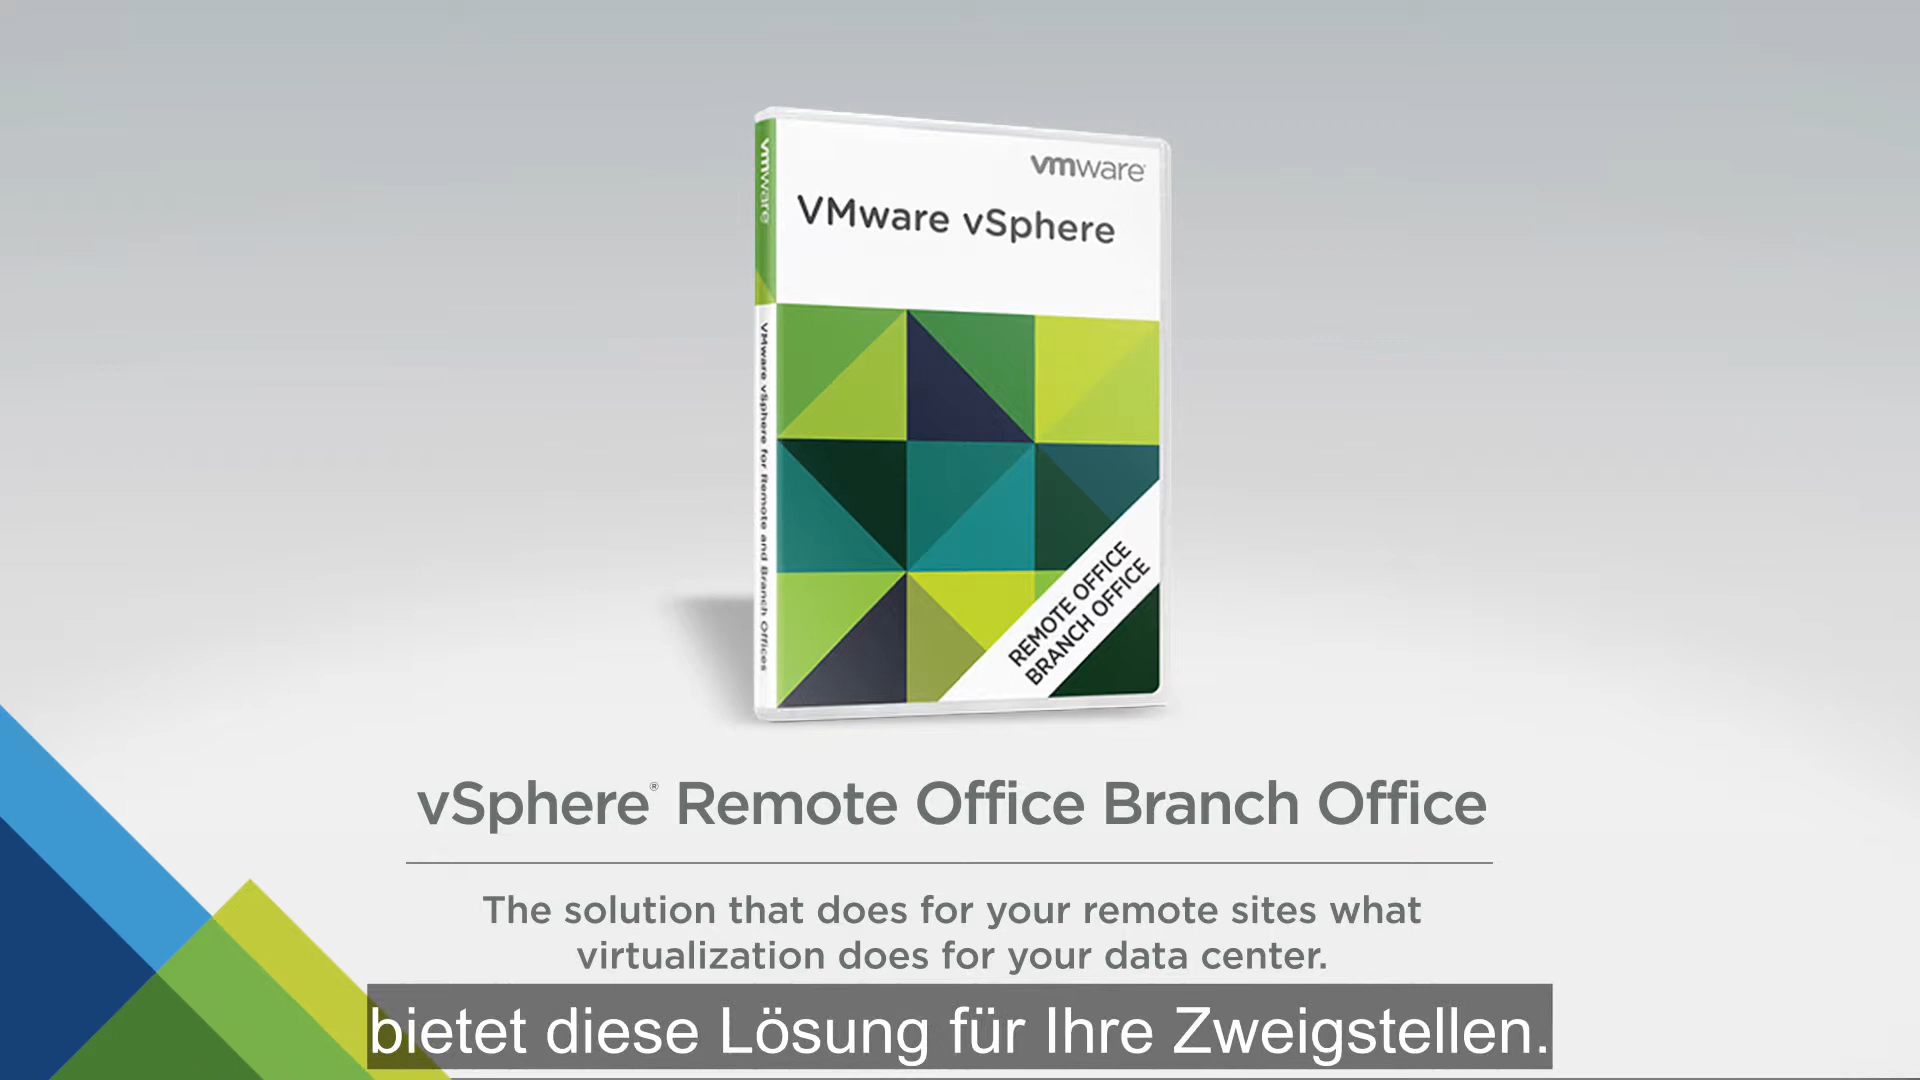 vmware
VMware vSphere
vmware
VMware vSphere for Remote and Branch Offices
REMOTE OFFICE
BRANCH OFFICE
vSphere® Remote Office Branch Office
The solution that does for your remote sites what
virtualization does for your data center.
bietet diese Lösung für Ihre Zweigstellen.